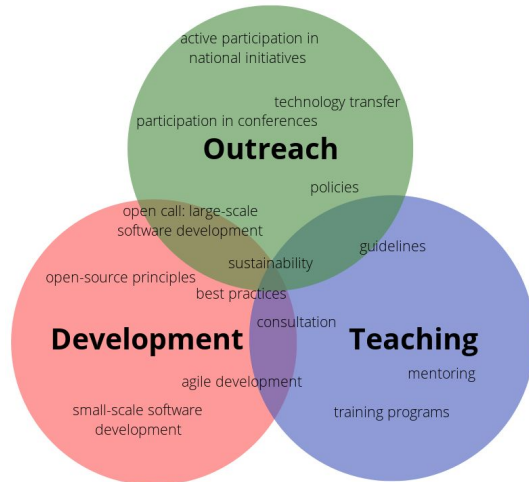 active participation in
national initiatives
technology transfer
participation in conferences
Outreach
policies
open call: large-scale
software development
guidelines
sustainability
open-source principles
best practices
consultation
Development
Teaching
mentoring
agile development
small-scale software
development
training programs